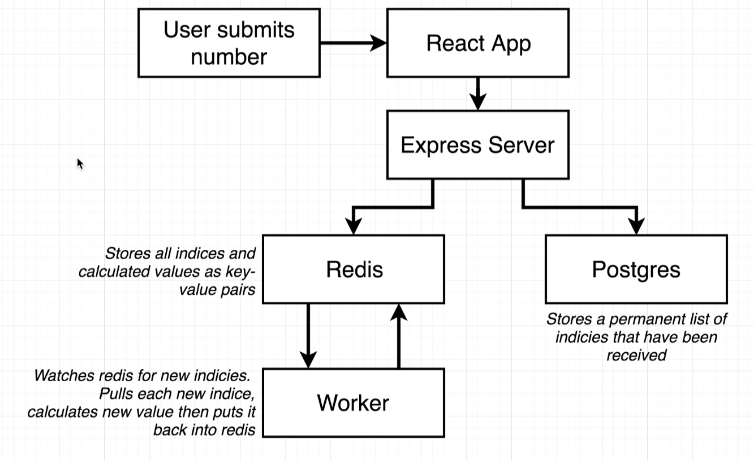 User submits
number
React App
Express Server
Stores all indices and
calculated values as key-
value pairs
Redis
Postgres
Stores a permanent list of
indicies that have been
received
Watches redis for new indicies.
Pulls each new indice,
calculates new value then puts it
back into redis
Worker